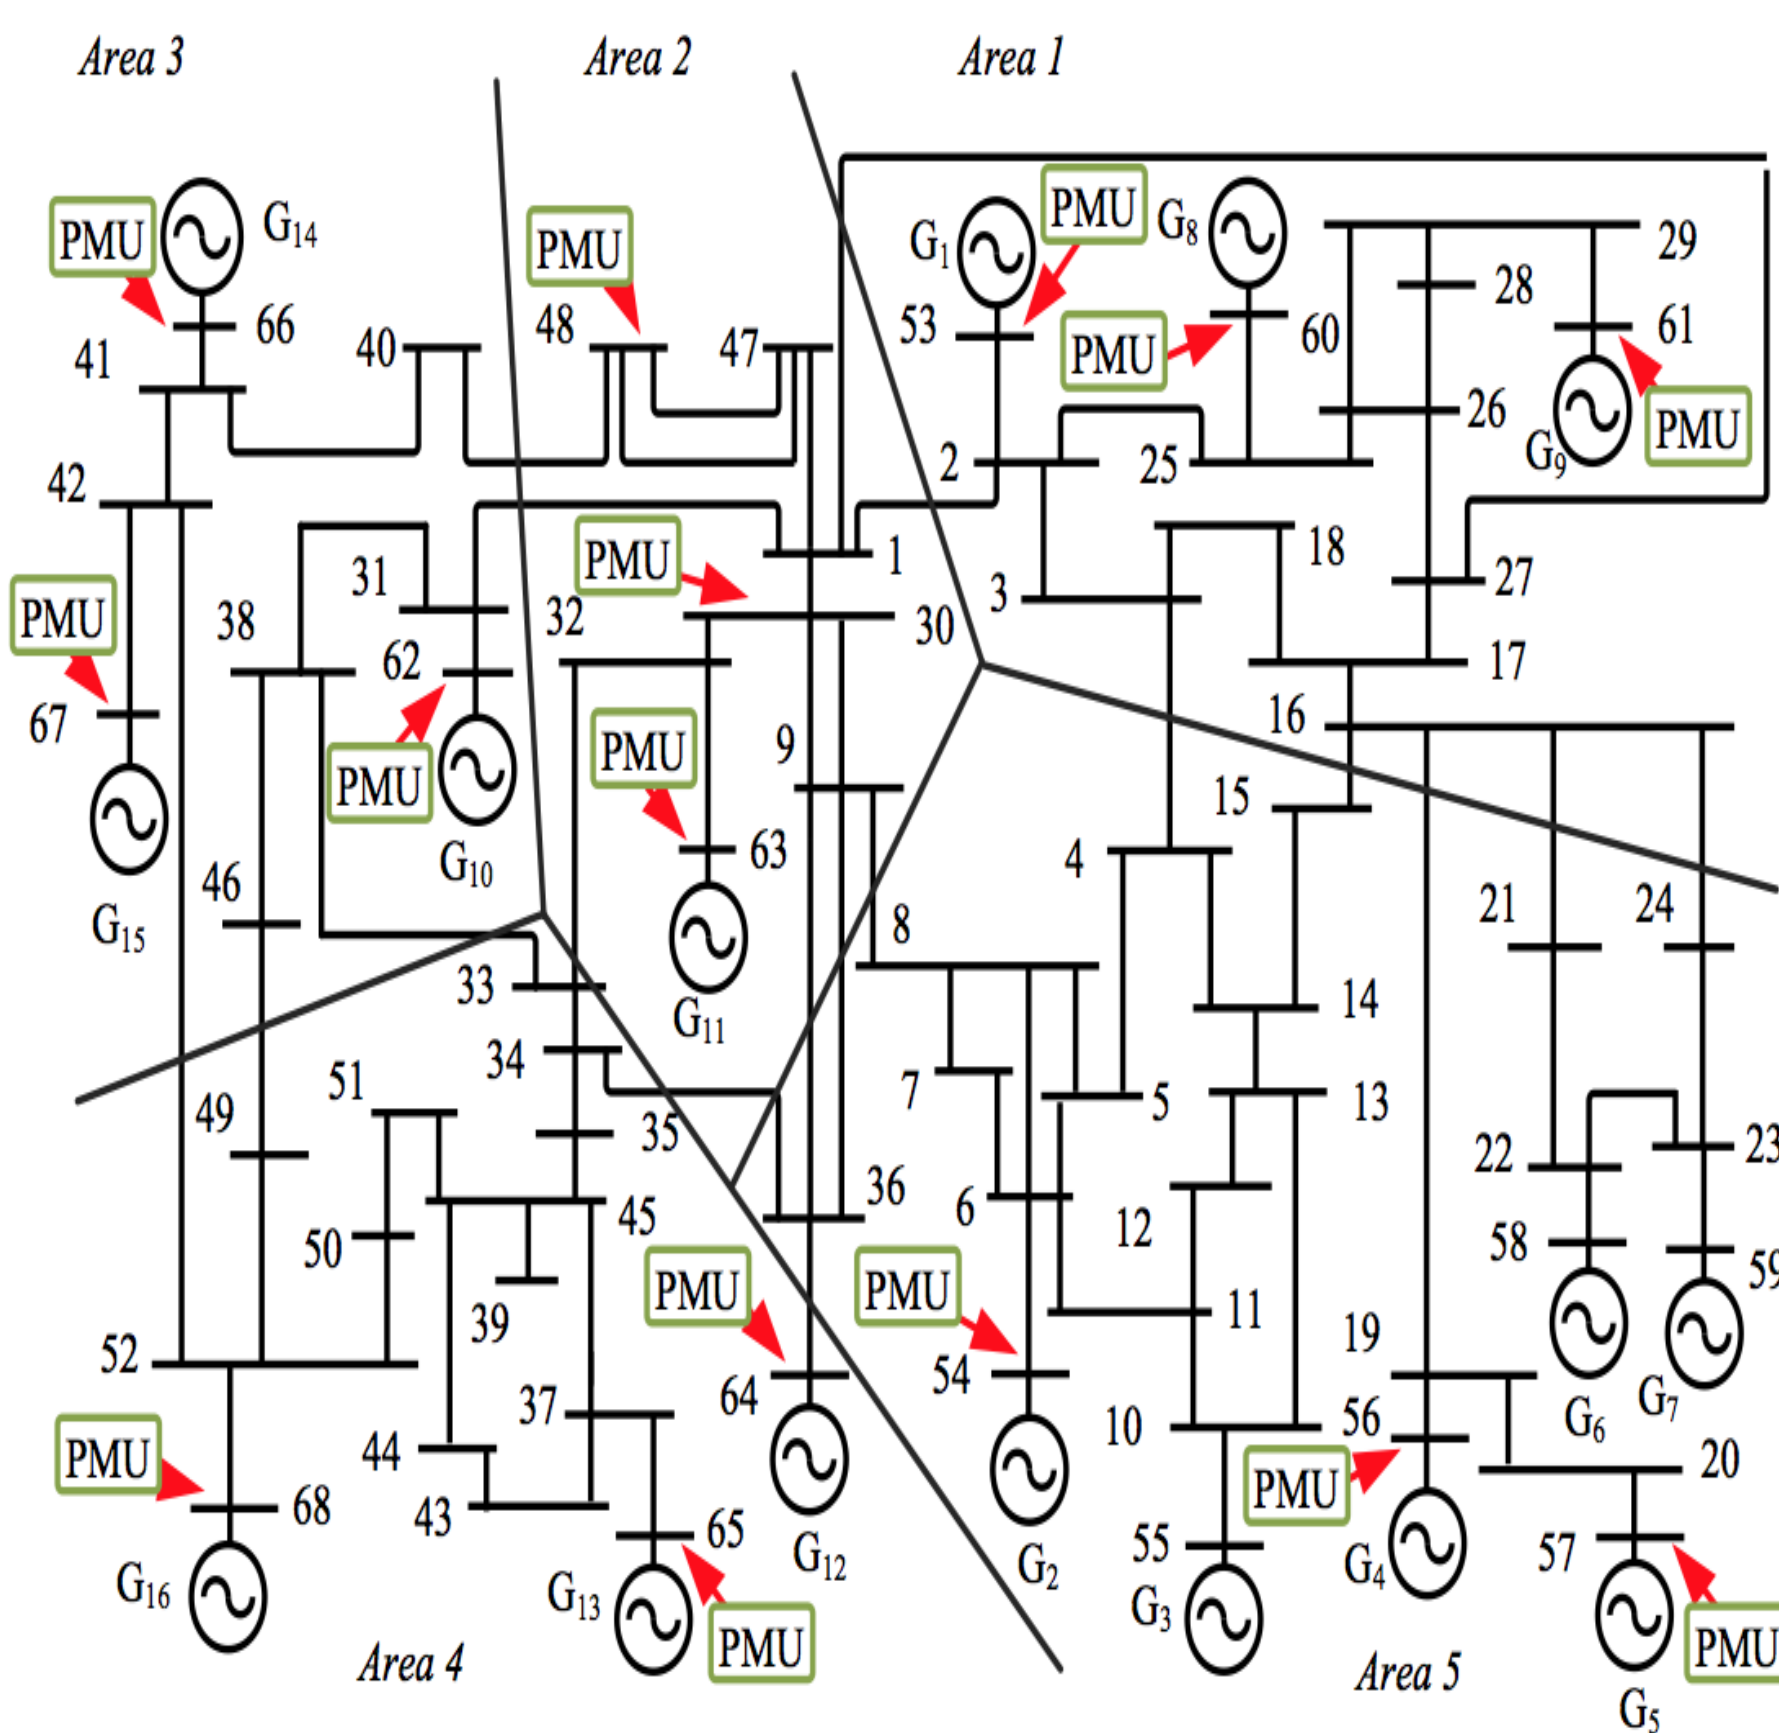 Area 3 Area 2 Area 1
PMU G14 PMU G1 PMU G8 29
28
66 48 47 53 PMU 60 61
41 40 PMU
26
42 2 25 G9
31 PMU 1 18
PMU 38 32 3 27
62 30 17
67 PMU PMU 9 16
G15 46 G10 63 15
4
8 21 24
33 G11 14
34
49 51 7 5 13
35 22 23
50 45 36 6 12 58 59
39 PMU PMU 11 19
52 37 64 54 10 56 G6 G7
PMU 44 PMU 20
68 43 65 G12 G2 55 G4 57
G16 G13 PMU G3 PMU
Area 4 Area 5 G5